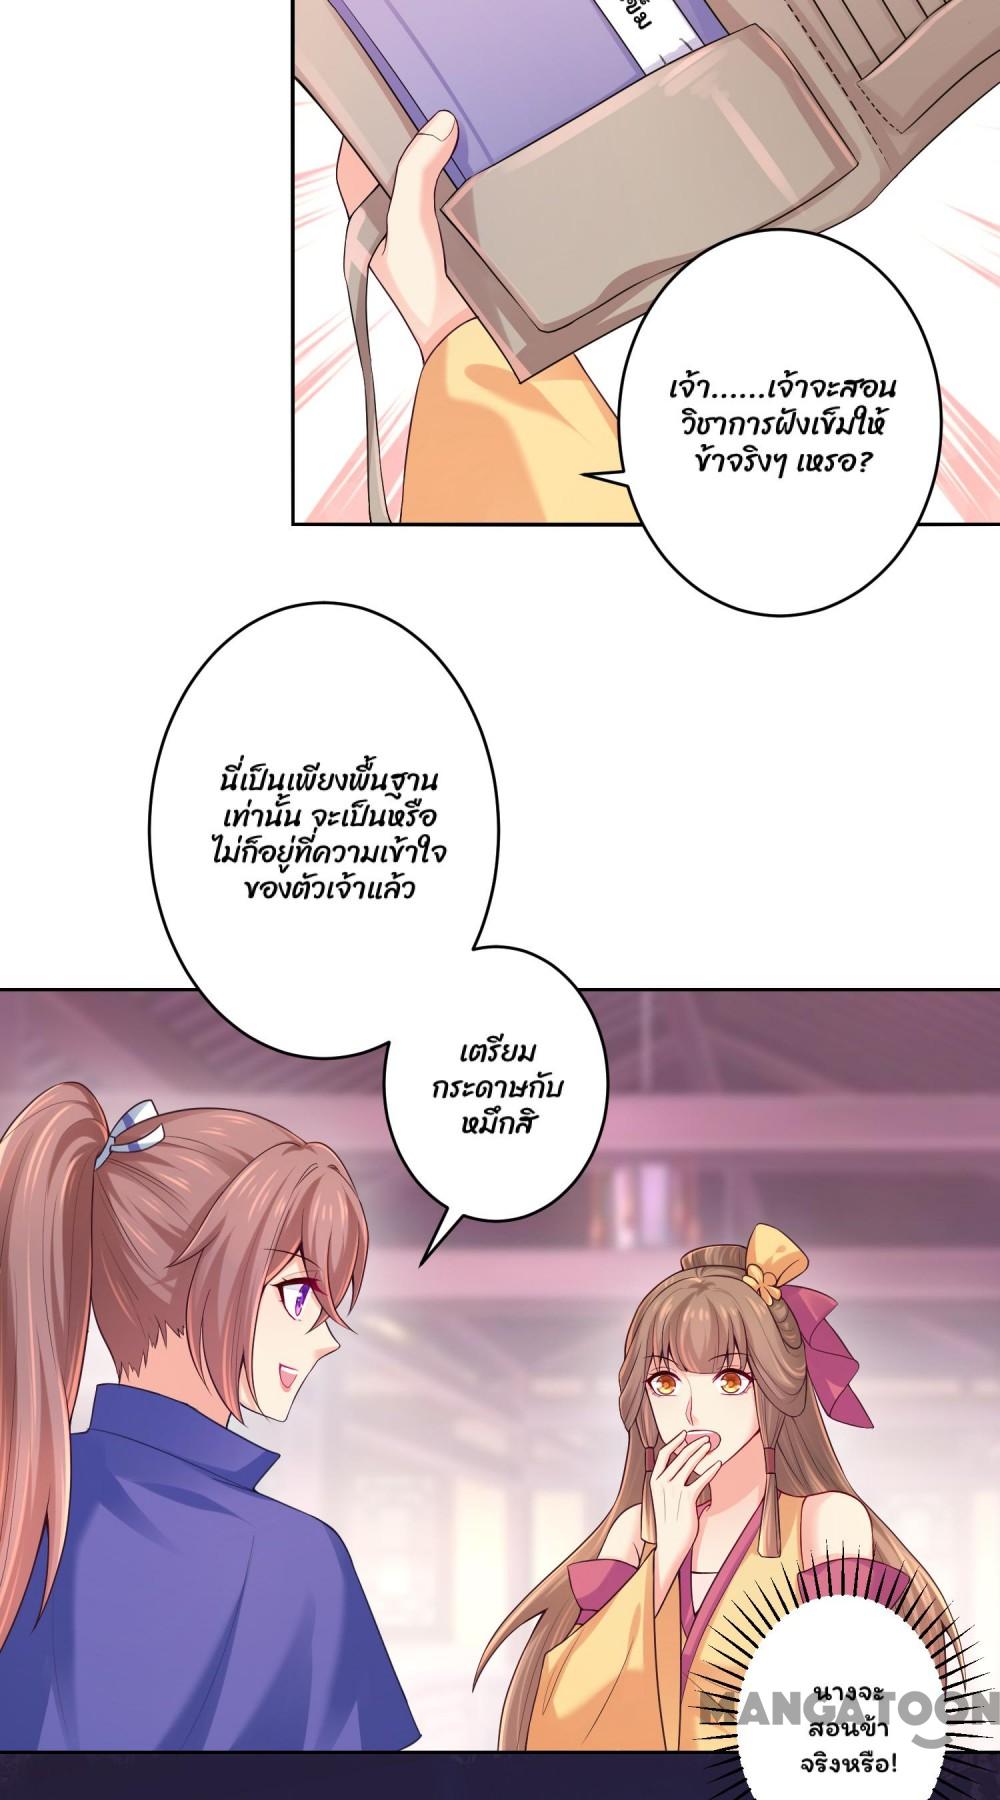 เข็ม
เจ้า......เจ้าจะสอน
วิชาการฝังเข็มให้
ข้าจริงๆ เหรอ?
นี่เป็นเพียงพื้นฐาน
เท่านั้น จะเป็นหรือ
ไม่ก็อยู่ที่ความเข้าใจ
ของตัวเจ้าแล้ว
เตรียม
กระดาษกับ
หมึกสิ
นางจะ
สอนข้า
จริงหรือ!
MANGATOON